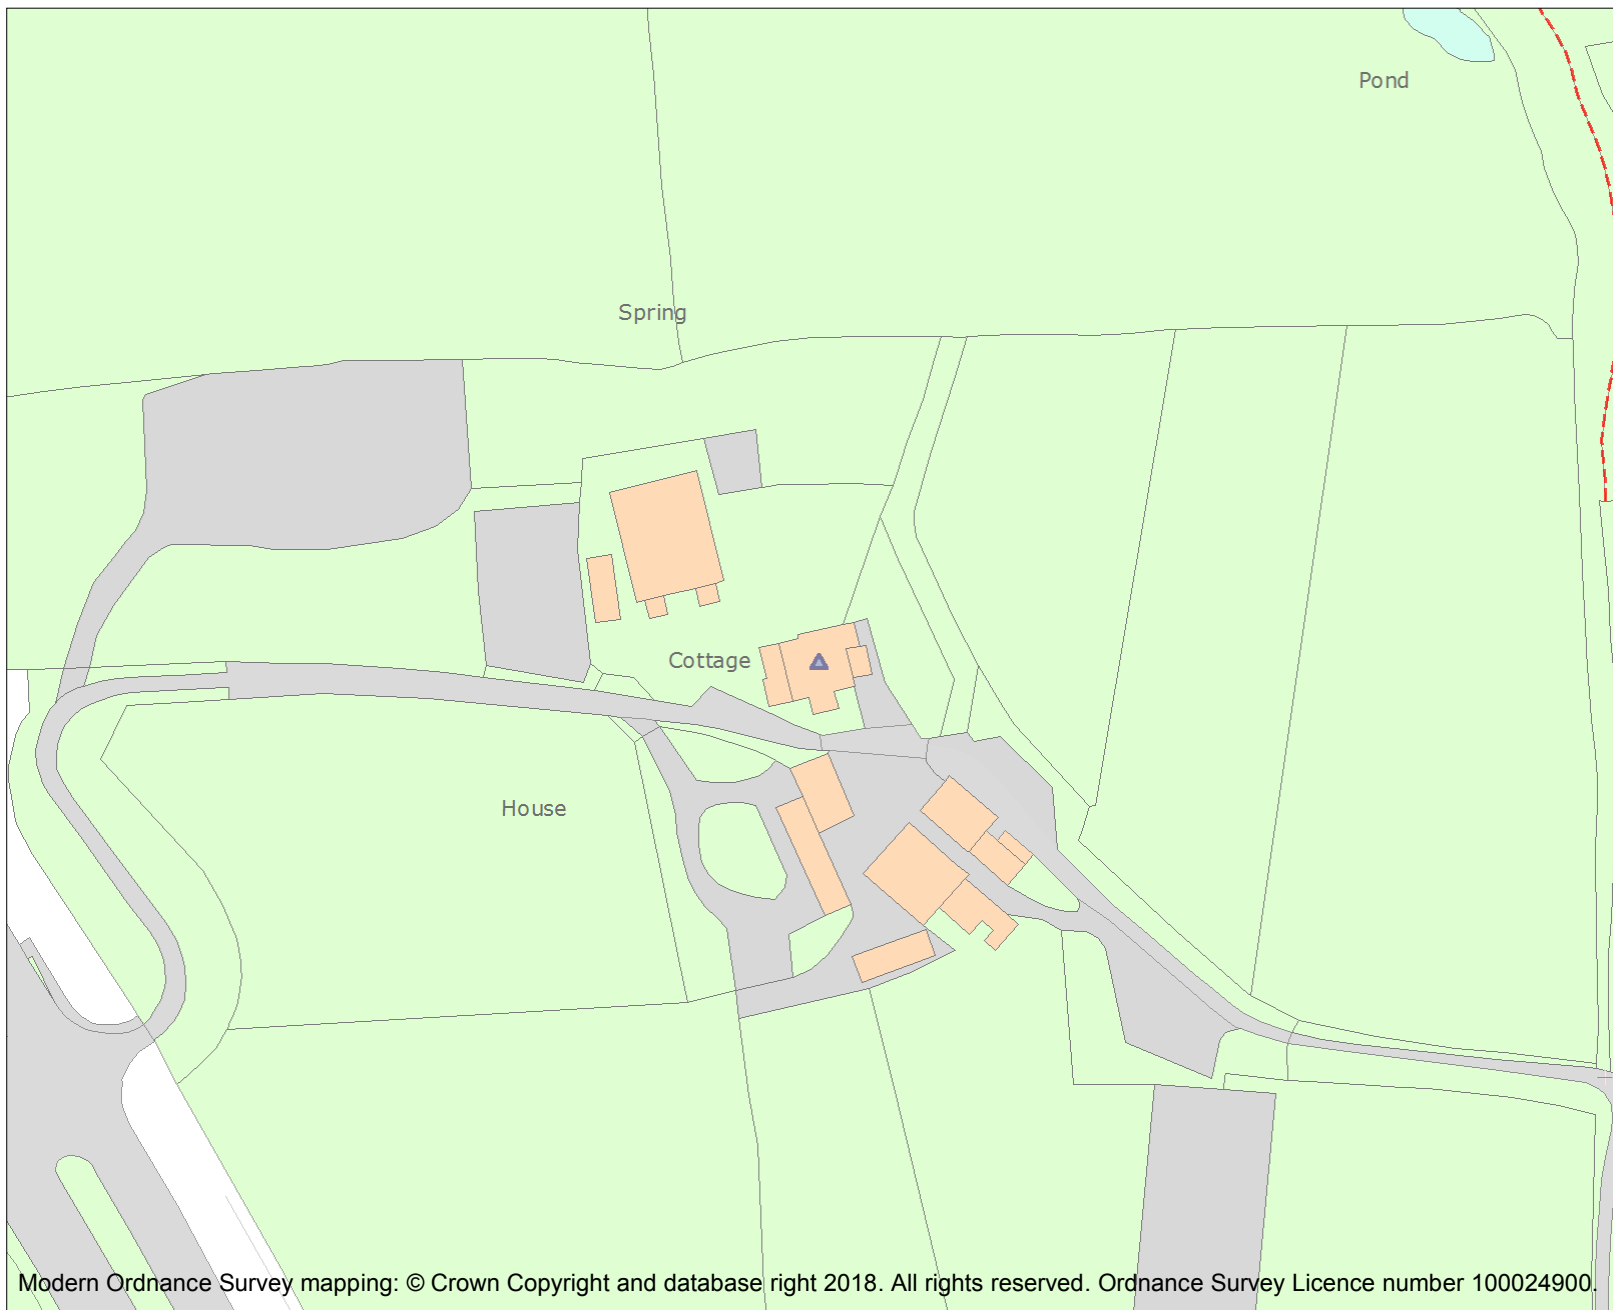 Pond
Spring
Cottage
House
Modern Ordnance Survey mapping: © Crown Copyright and database right 2018. All rights reserved. Ordnance Survey Licence number 100024900.